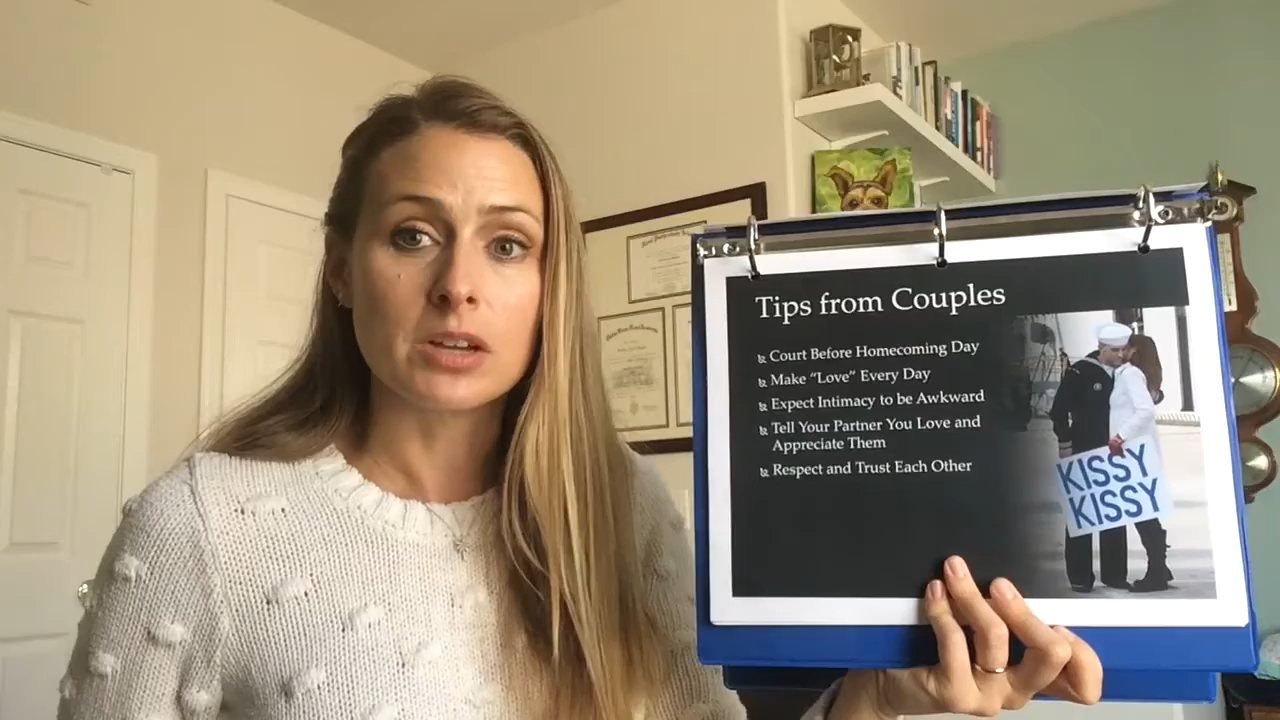 Tips from Couples
Court Before Homecoming Day
Make “Love” Every Day
Expect Intimacy to be Awkward
Tell Your Partner You Love and
Appreciate Them
Respect and Trust Each Other
KISSY
KISSY